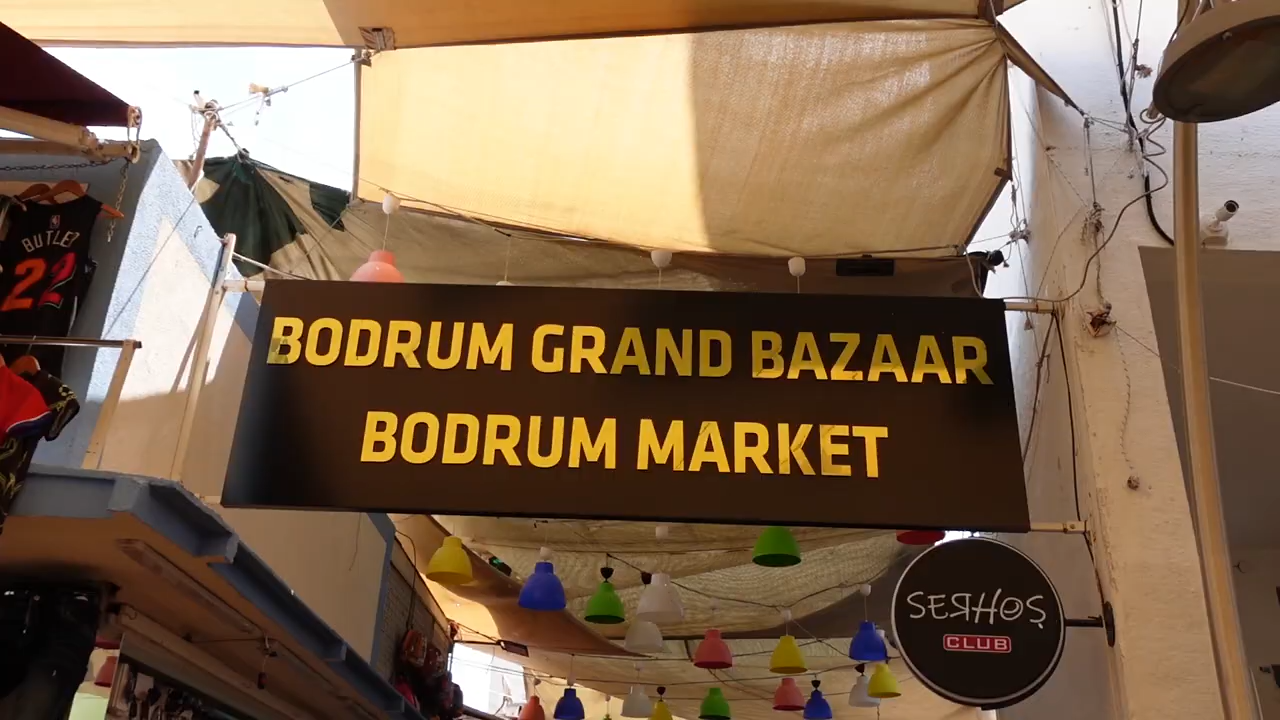 BUTLER
22
BODRUM GRAND BAZAAR
BODRUM MARKET
SERHOŞ
CLUB